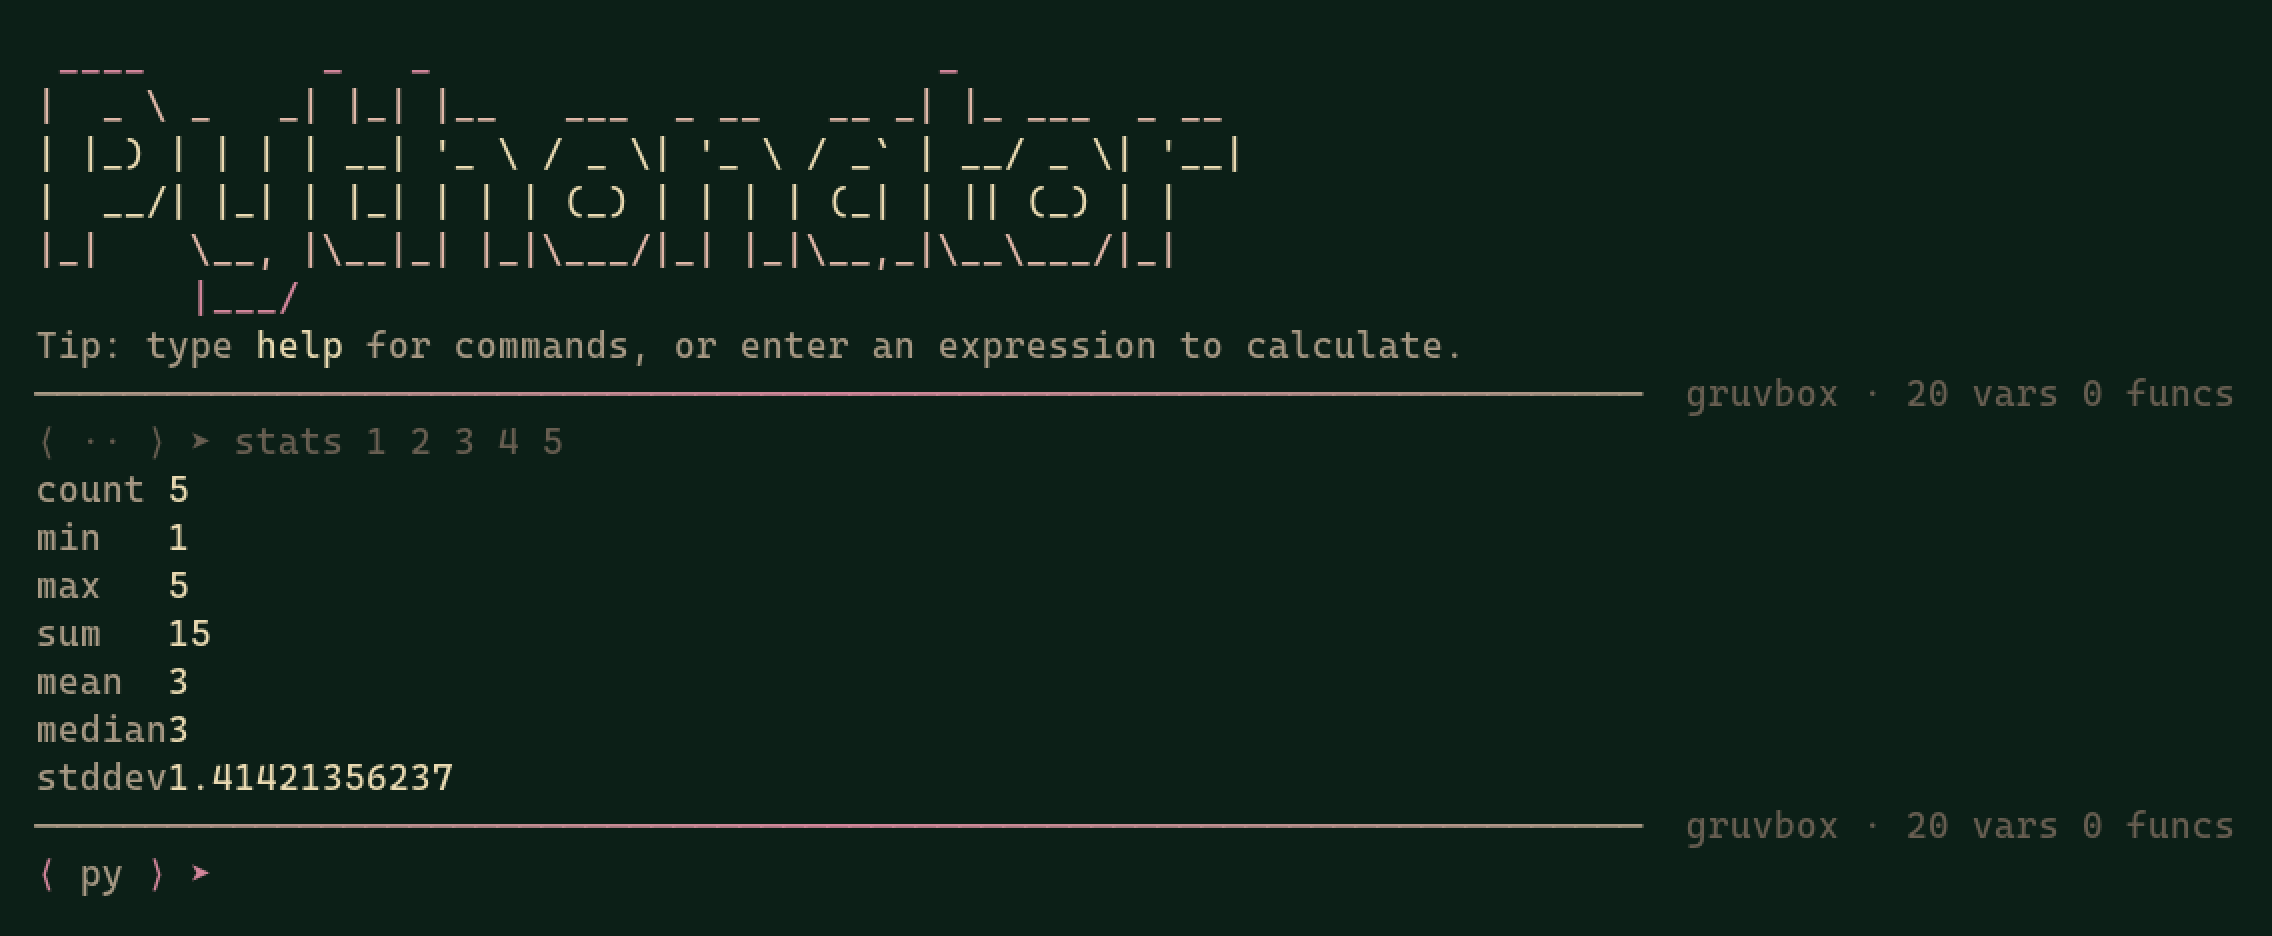 Pythonator
Tip: type help for commands, or enter an expression to calculate.
gruvbox · 20 vars 0 funcs
⟨ ·· ⟩ ➤ stats 1 2 3 4 5
count 5
min   1
max   5
sum   15
mean  3
median3
stddev1.41421356237
gruvbox · 20 vars 0 funcs
⟨ py ⟩ ➤